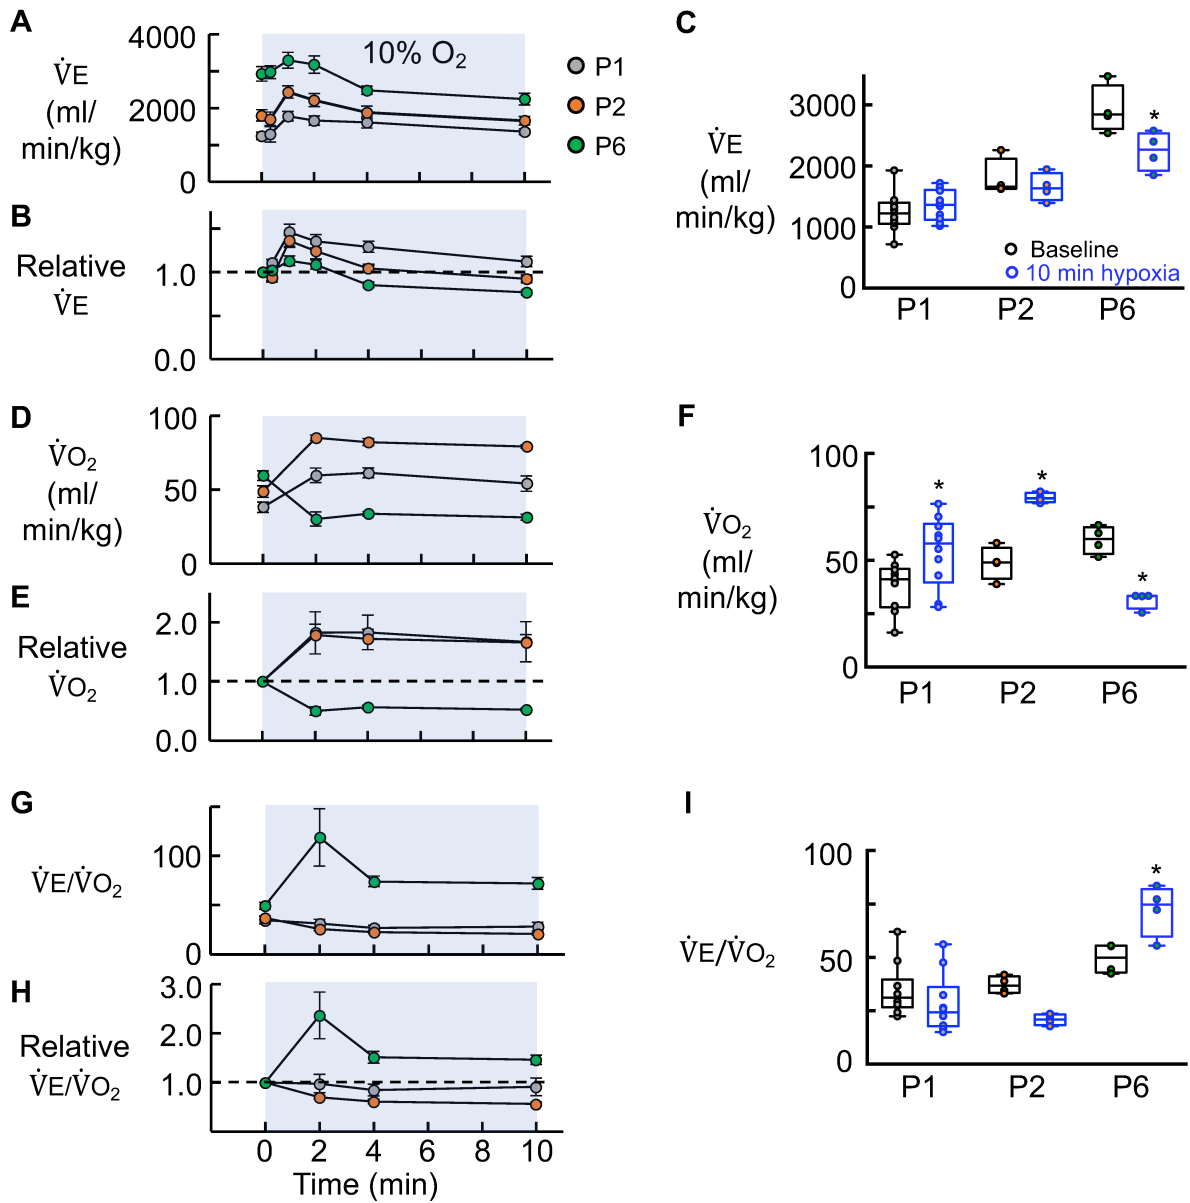 A
4000
2000
0
V̇E
(ml/
min/kg)
10% O₂
P1
P2
P6
B
Relative
V̇E
1.0
0.0
C
V̇E
(ml/
min/kg)
3000
2000
1000
0
*
Baseline
10 min hypoxia
P1 P2 P6
D
V̇O₂
(ml/
min/kg)
100
50
0
E
Relative
V̇O₂
2.0
1.0
0.0
F
V̇O₂
(ml/
min/kg)
100
50
0
* * *
P1 P2 P6
G
V̇E/V̇O₂
100
0
H
Relative
V̇E/V̇O₂
3.0
2.0
1.0
0 2 4 6 8 10
Time (min)
I
V̇E/V̇O₂
100
50
0
*
P1 P2 P6